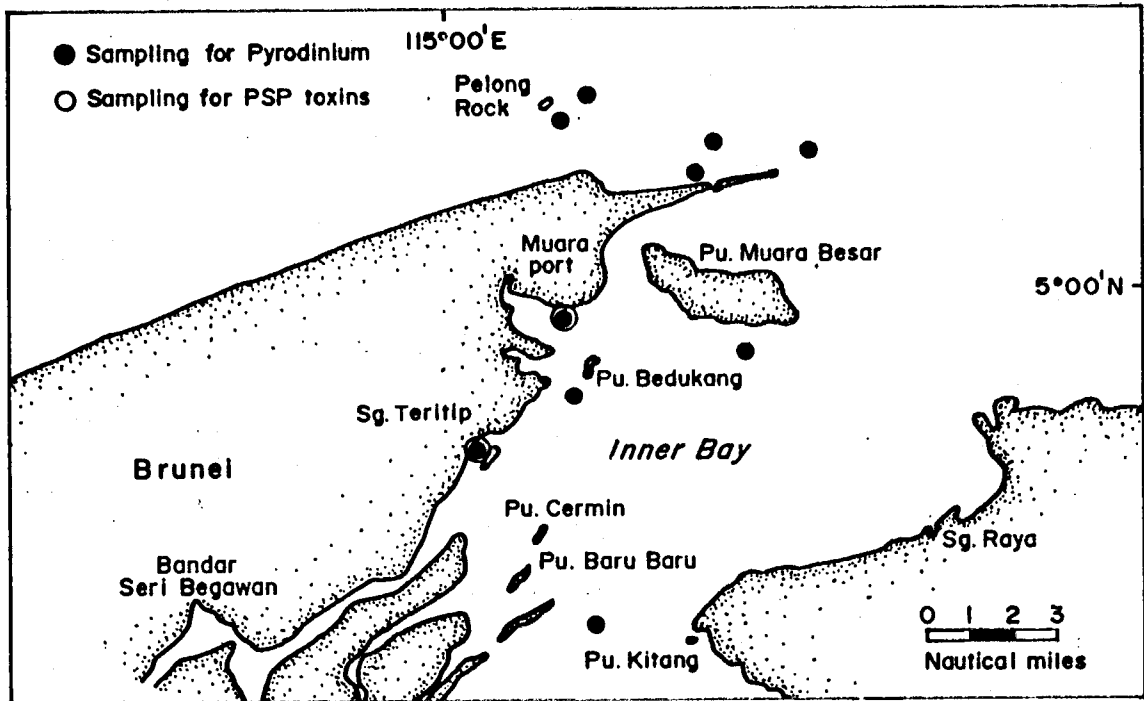 115°00'E
Sampling for Pyrodinium
Sampling for PSP toxins
Pelong
Rock
Muara
port
Pu. Muara Besar
5°00'N
Pu. Bedukang
Sg. Teritip
Inner Bay
Brunei
Pu. Cermin
Sg. Raya
Pu. Baru Baru
Bandar
Seri Begawan
0 1 2 3
Pu. Kitang
Nautical miles